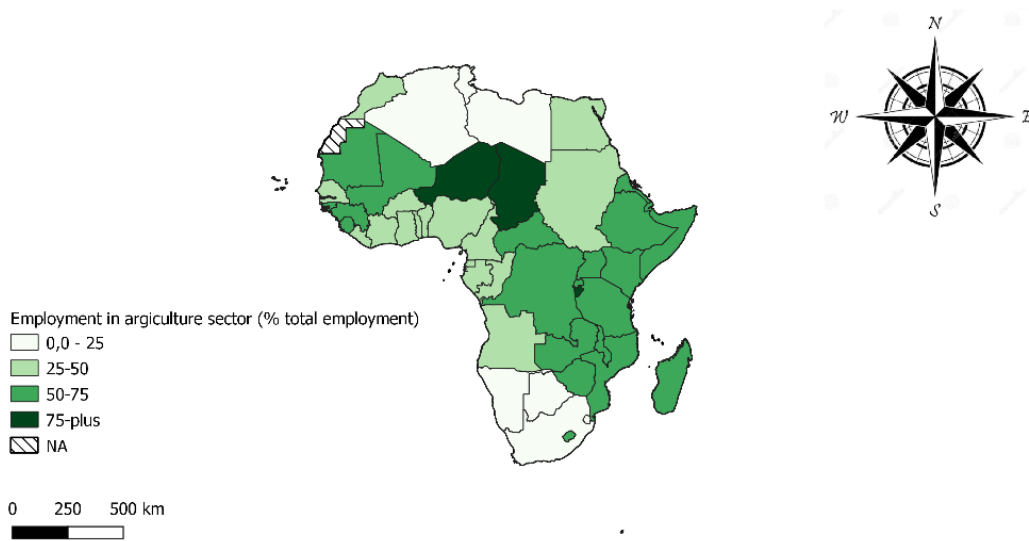 N
W
E
S
Employment in argiculture sector (% total employment)
0,0 - 25
25-50
50-75
75-plus
NA
0 250 500 km